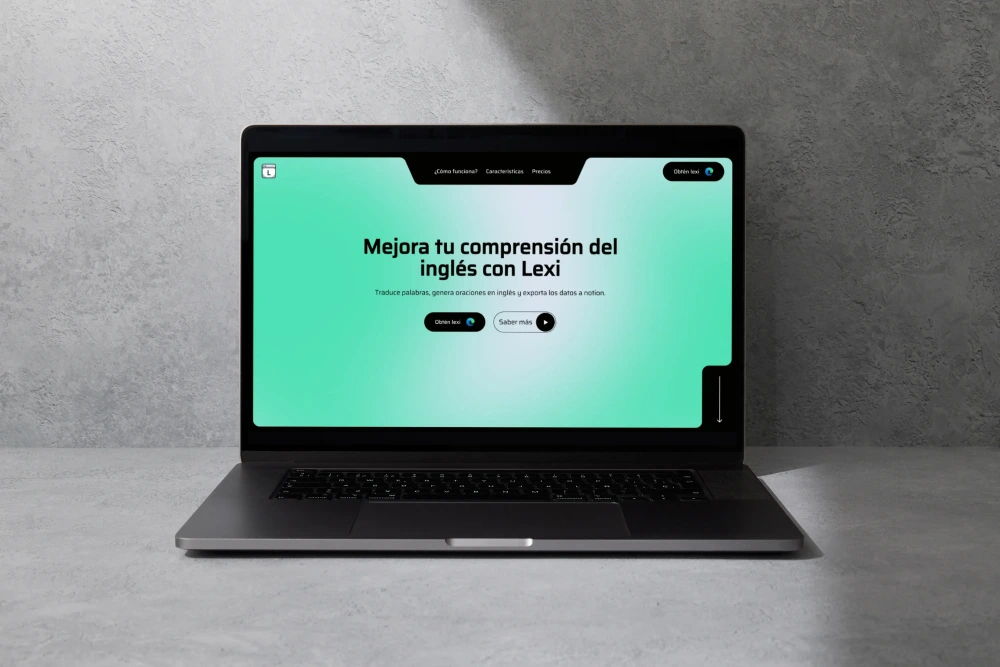 L
¿Cómo funciona? Características Precios
Obtén lexi
Mejora tu comprensión del
inglés con Lexi
Traduce palabras, genera oraciones en inglés y exporta los datos a notion.
Obtén lexi
Saber más